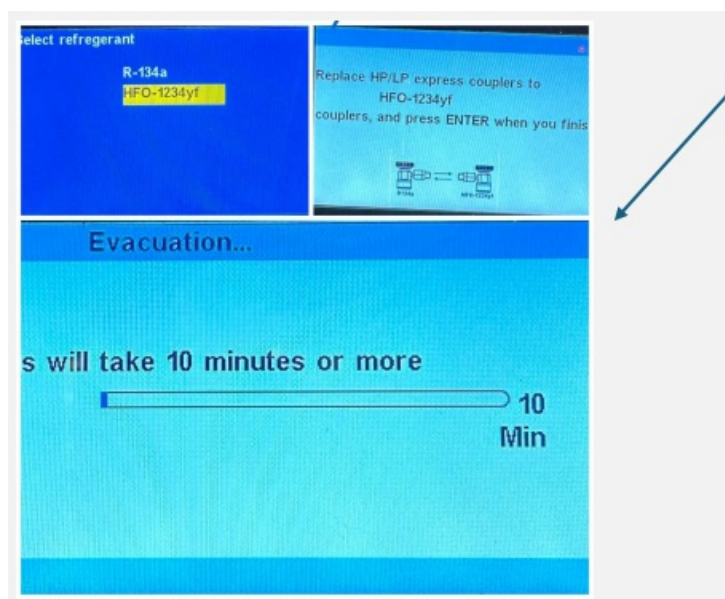 elect refregerant
R-134a
HFO-1234yf
Replace HP/LP express couplers to
HFO-1234yf
couplers, and press ENTER when you finis
Evacuation...
s will take 10 minutes or more
10
Min